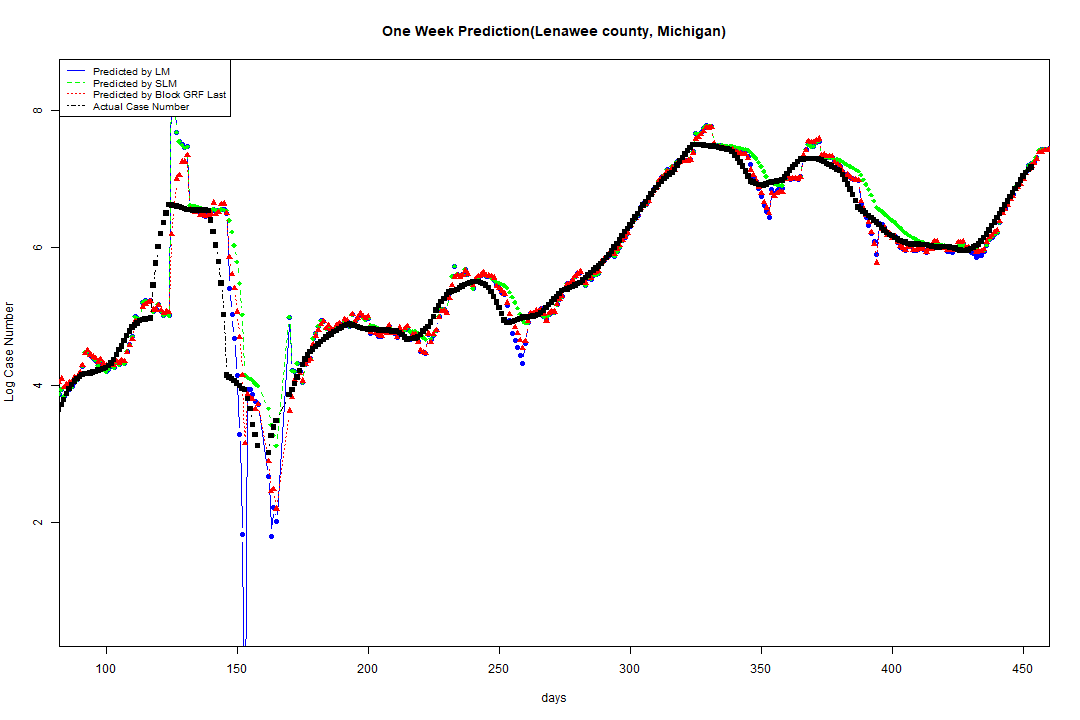 One Week Prediction(Lenawee county, Michigan)
Predicted by LM
Predicted by SLM
Predicted by Block GRF Last
Actual Case Number
Log Case Number
8
6
4
2
100 150 200 250 300 350 400 450
days